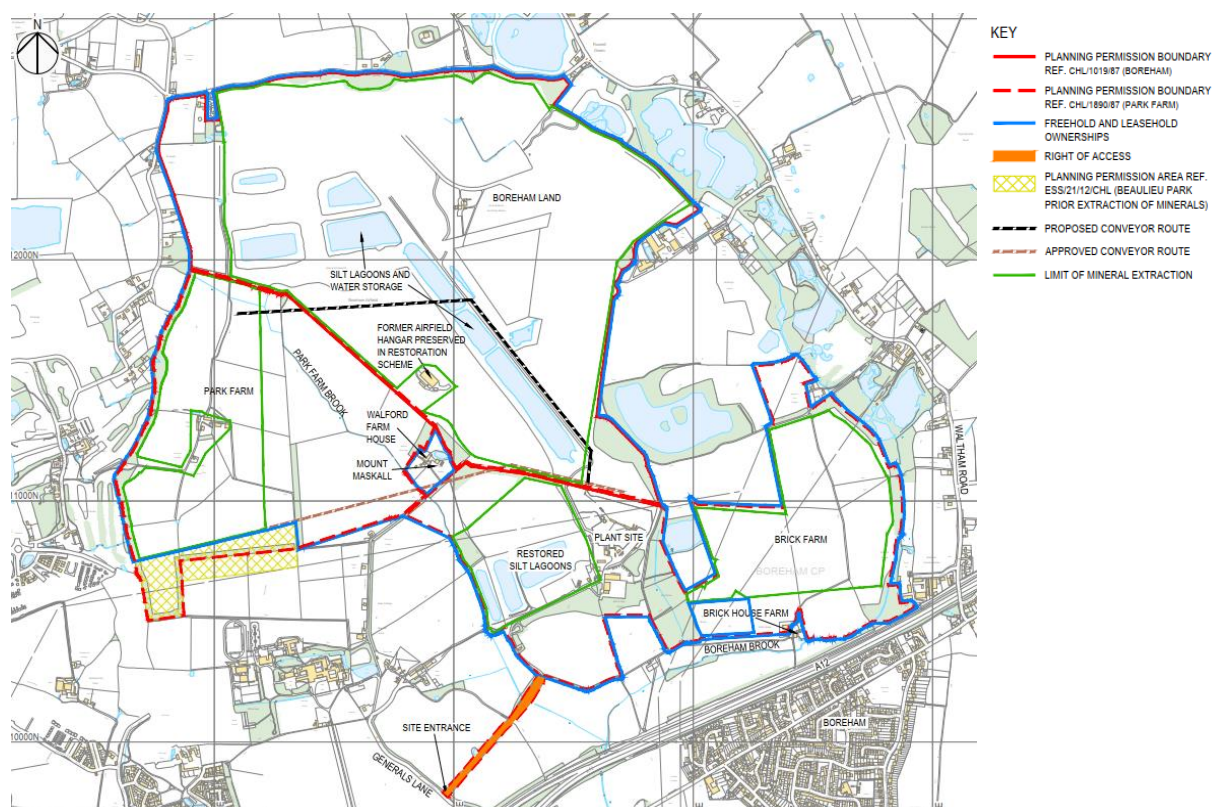 N
KEY
PLANNING PERMISSION BOUNDARY
REF. CHL/1019/87 (BOREHAM)
PLANNING PERMISSION BOUNDARY
REF. CHL/1890/87 (PARK FARM)
FREEHOLD AND LEASEHOLD
OWNERSHIPS
RIGHT OF ACCESS
PLANNING PERMISSION AREA REF.
ESS/21/12/CHL (BEAULIEU PARK
PRIOR EXTRACTION OF MINERALS)
PROPOSED CONVEYOR ROUTE
APPROVED CONVEYOR ROUTE
LIMIT OF MINERAL EXTRACTION
BOREHAM LAND
12000N
SILT LAGOONS AND
WATER STORAGE
FORMER AIRFIELD
HANGAR PRESERVED
IN RESTORATION
SCHEME
PARK FARM BROOK
PARK FARM
WALFORD
FARM
HOUSE
MOUNT
MASKALL
WALTHAM ROAD
11000N
PLANT SITE
BRICK FARM
RESTORED
SILT LAGOONS
BOREHAM CP
BRICK HOUSE FARM
BOREHAM BROOK
A12
SITE ENTRANCE
BOREHAM
10000N
GENERALS LANE